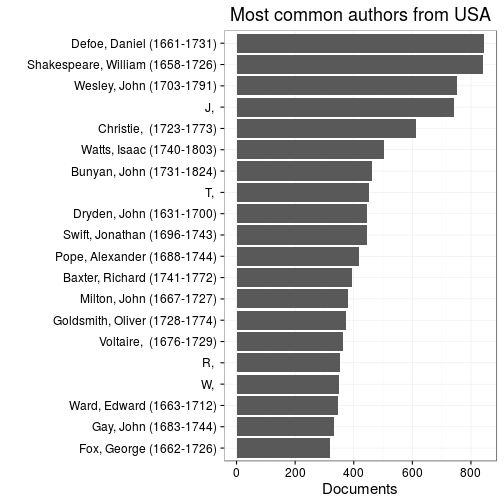 Most common authors from USA
Defoe, Daniel (1661-1731)
Shakespeare, William (1658-1726)
Wesley, John (1703-1791)
J,
Christie,  (1723-1773)
Watts, Isaac (1740-1803)
Bunyan, John (1731-1824)
T,
Dryden, John (1631-1700)
Swift, Jonathan (1696-1743)
Pope, Alexander (1688-1744)
Baxter, Richard (1741-1772)
Milton, John (1667-1727)
Goldsmith, Oliver (1728-1774)
Voltaire,  (1676-1729)
R,
W,
Ward, Edward (1663-1712)
Gay, John (1683-1744)
Fox, George (1662-1726)
0 200 400 600 800
Documents